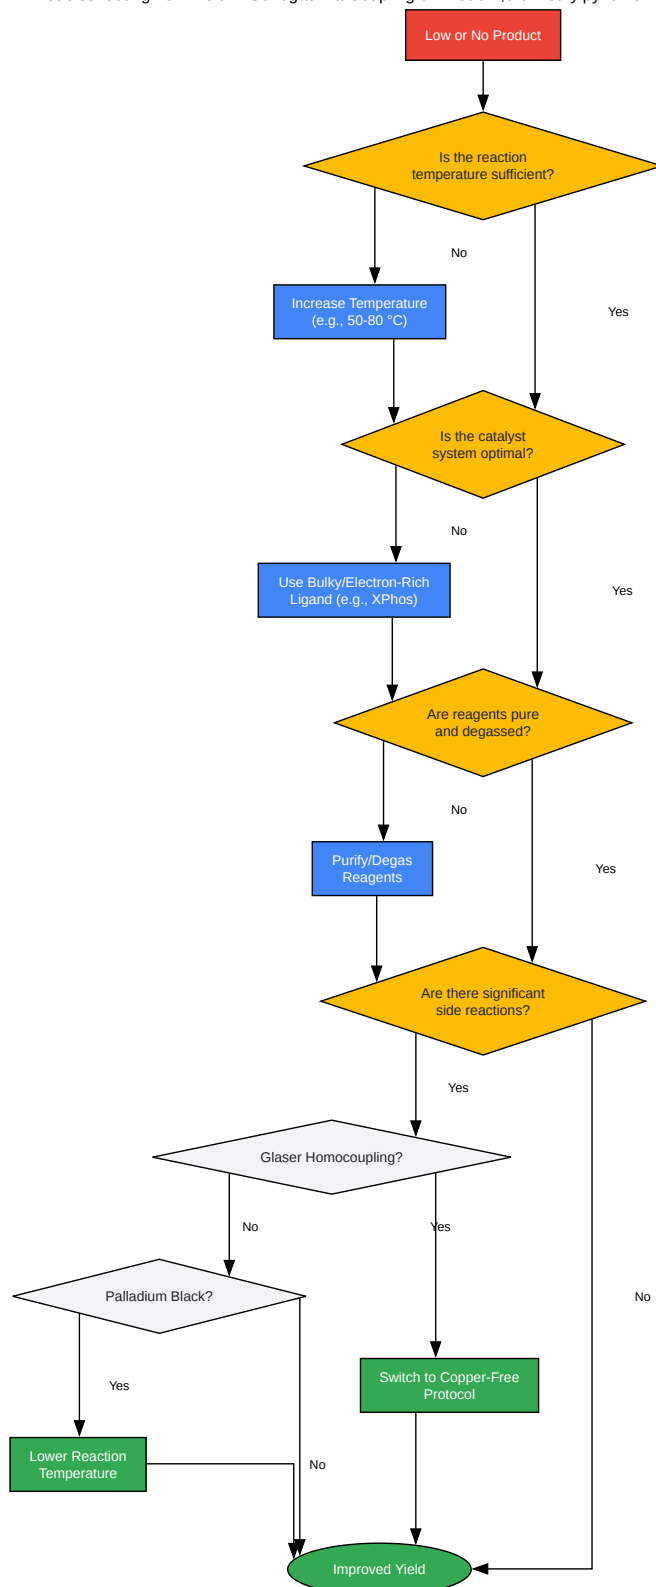 Low or No Product
Is the reaction
temperature sufficient?
No
Increase Temperature
(e.g., 50-80 °C)
Yes
Is the catalyst
system optimal?
No
Use Bulky/Electron-Rich
Ligand (e.g., XPhos)
Yes
Are reagents pure
and degassed?
No
Purify/Degas
Reagents
Yes
Are there significant
side reactions?
Yes
Glaser Homocoupling?
No
Yes
Palladium Black?
No
Yes
Switch to Copper-Free
Protocol
Lower Reaction
Temperature
No
Improved Yield